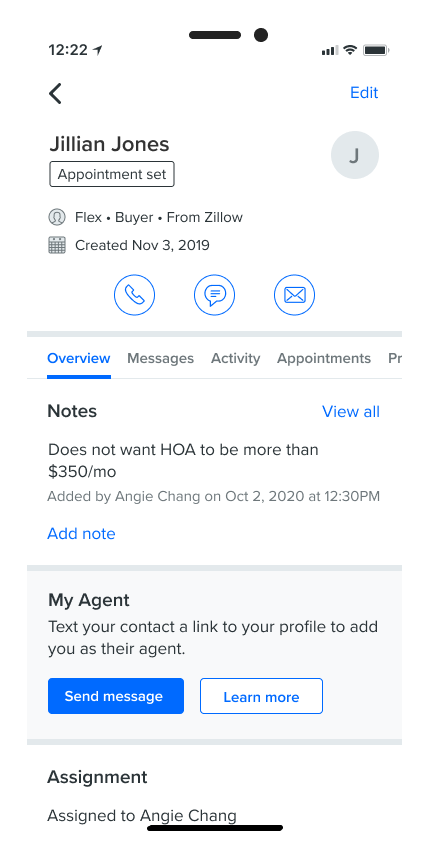 12:22
Edit
Jillian Jones
J
Appointment set
Flex • Buyer • From Zillow
Created Nov 3, 2019
Overview Messages Activity Appointments Pr
Notes View all
Does not want HOA to be more than
$350/mo
Added by Angie Chang on Oct 2, 2020 at 12:30PM
Add note
My Agent
Text your contact a link to your profile to add
you as their agent.
Send message Learn more
Assignment
Assigned to Angie Chang